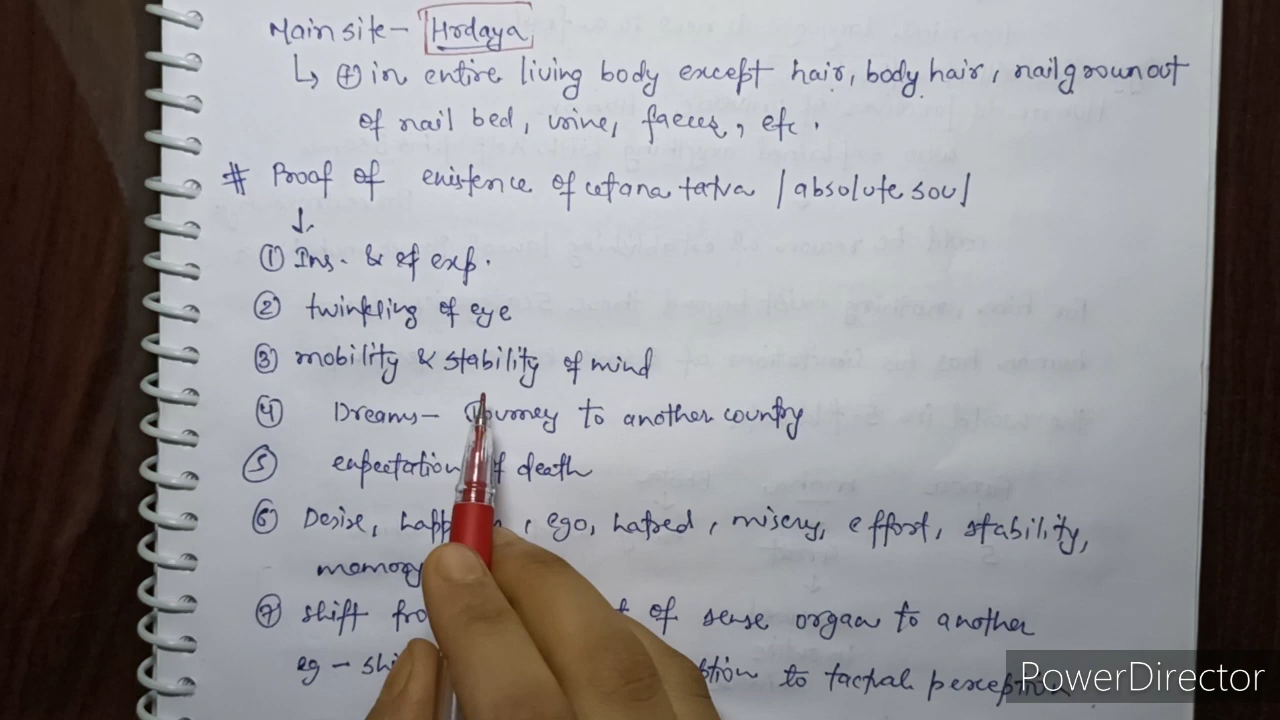 Main site - Hrdaya
↳ ⊕ in entire living body except hair, body hair, nail grown out
of nail bed, urine, faeces, etc.
# Proof of existence of cetana tatva / absolute soul
↓
① Ins. & of exp.
② twinkling of eye
③ mobility & stability of mind
④ Dreams - Journey to another country
⑤ expectation of death
⑥ Desire, , ego, hatred, misery, effort, stability,
memory
⑦ shift of sense organ to another
eg - to tactual perception
PowerDirector